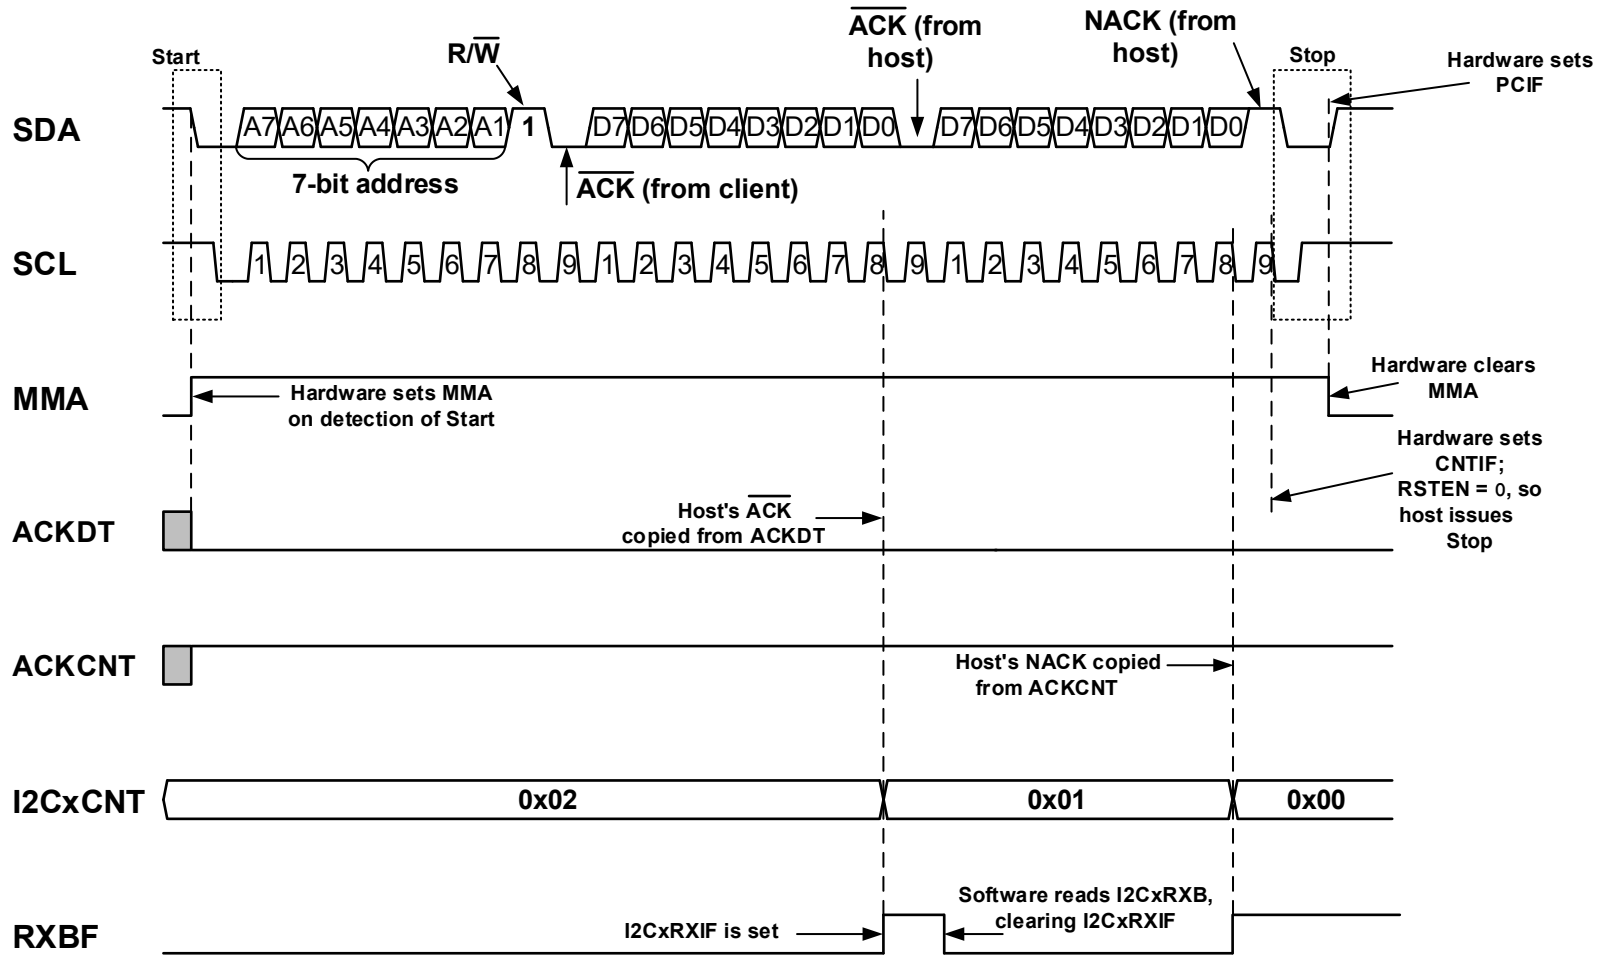 Start
R/W̅
A̅C̅K̅ (from
host)
NACK (from
host)
Stop
Hardware sets
PCIF
SDA
A7 A6 A5 A4 A3 A2 A1 1 D7 D6 D5 D4 D3 D2 D1 D0 D7 D6 D5 D4 D3 D2 D1 D0
7-bit address
A̅C̅K̅ (from client)
SCL
1 2 3 4 5 6 7 8 9 1 2 3 4 5 6 7 8 9 1 2 3 4 5 6 7 8 9
MMA
Hardware sets MMA
on detection of Start
Hardware clears
MMA
Hardware sets
CNTIF;
RSTEN = 0, so
host issues
Stop
ACKDT
Host's A̅C̅K̅
copied from ACKDT
ACKCNT
Host's NACK copied
from ACKCNT
I2CxCNT
0x02 0x01 0x00
RXBF
I2CxRXIF is set
Software reads I2CxRXB,
clearing I2CxRXIF